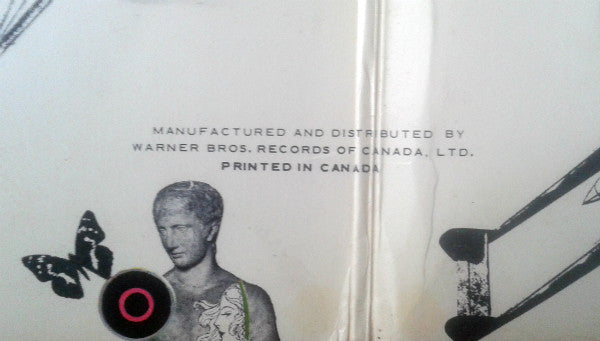 MANUFACTURED AND DISTRIBUTED BY
WARNER BROS. RECORDS OF CANADA, LTD.
PRINTED IN CANADA